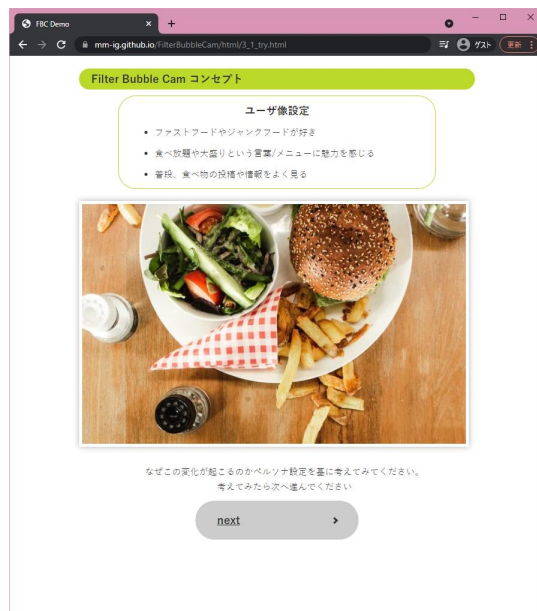 FBC Demo
mm-ig.github.io/FilterBubbleCam/html/3_1_try.html
ゲスト
更新
Filter Bubble Cam コンセプト
ユーザ像設定
ファストフードやジャンクフードが好き
食べ放題や大盛りという言葉/メニューに魅力を感じる
普段、食べ物の投稿や情報をよく見る
なぜこの変化が起こるのかペルソナ設定を基に考えてみてください。
考えてみたら次へ進んでください
next